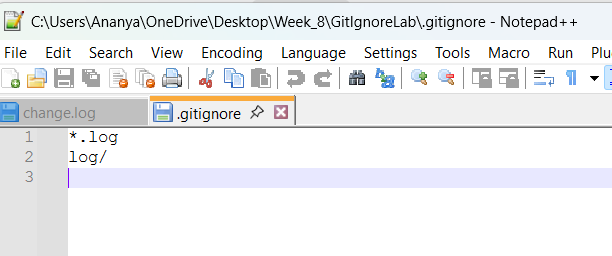 C:\Users\Ananya\OneDrive\Desktop\Week_8\GitIgnoreLab\.gitignore - Notepad++
File Edit Search View Encoding Language Settings Tools Macro Run Plu
change.log .gitignore
1 *.log
2 log/
3